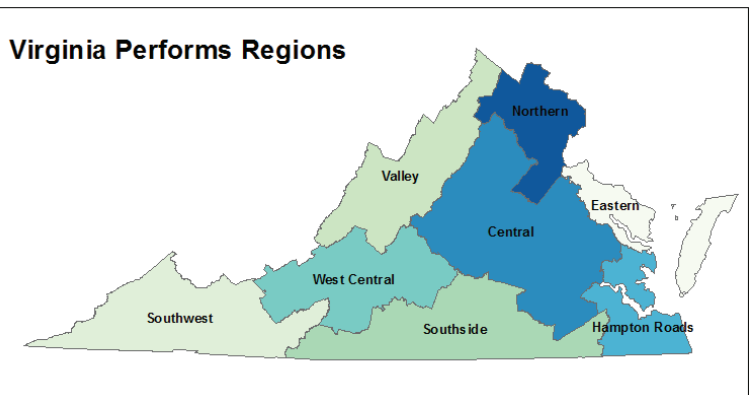 Virginia Performs Regions
Northern
Valley
Eastern
Central
West Central
Southwest
Southside
Hampton Roads